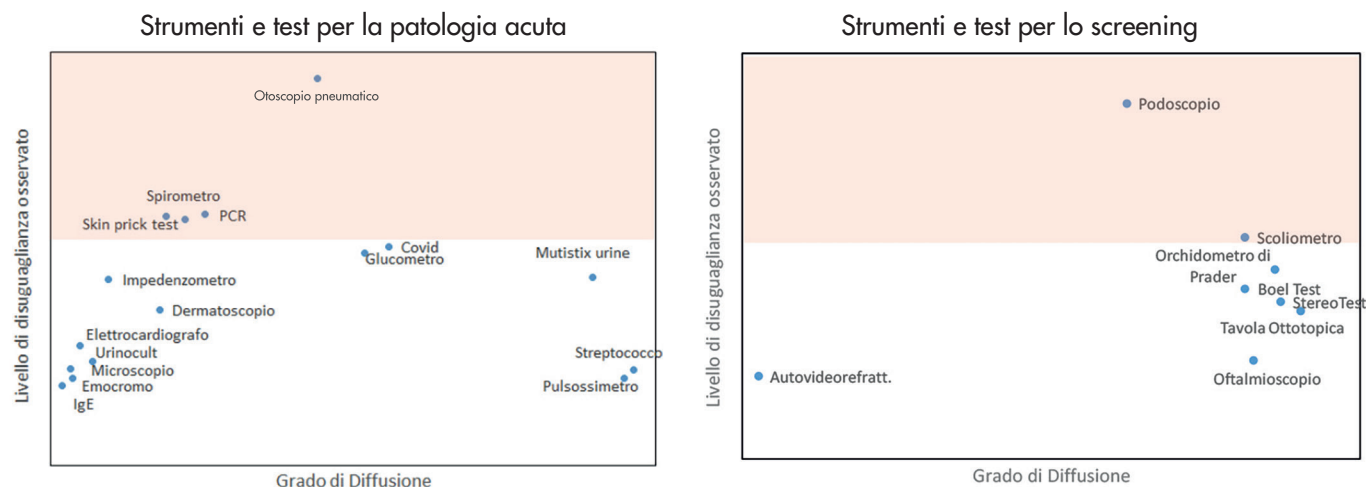 Strumenti e test per la patologia acuta
Livello di disuguaglianza osservato
Otoscopio pneumatico
Spirometro
Skin prick test
PCR
Covid
Glucometro
Mutistix urine
Impedenzometro
Dermatoscopio
Elettrocardiografo
Urinocult
Microscopio
Emocromo
IgE
Streptococco
Pulsossimetro
Grado di Diffusione
Strumenti e test per lo screening
Livello di disuguaglianza osservato
Podoscopio
Scoliometro
Orchidometro di
Prader
Boel Test
StereoTest
Tavola Ottotopica
Oftalmioscopio
Autovideorefratt.
Grado di Diffusione